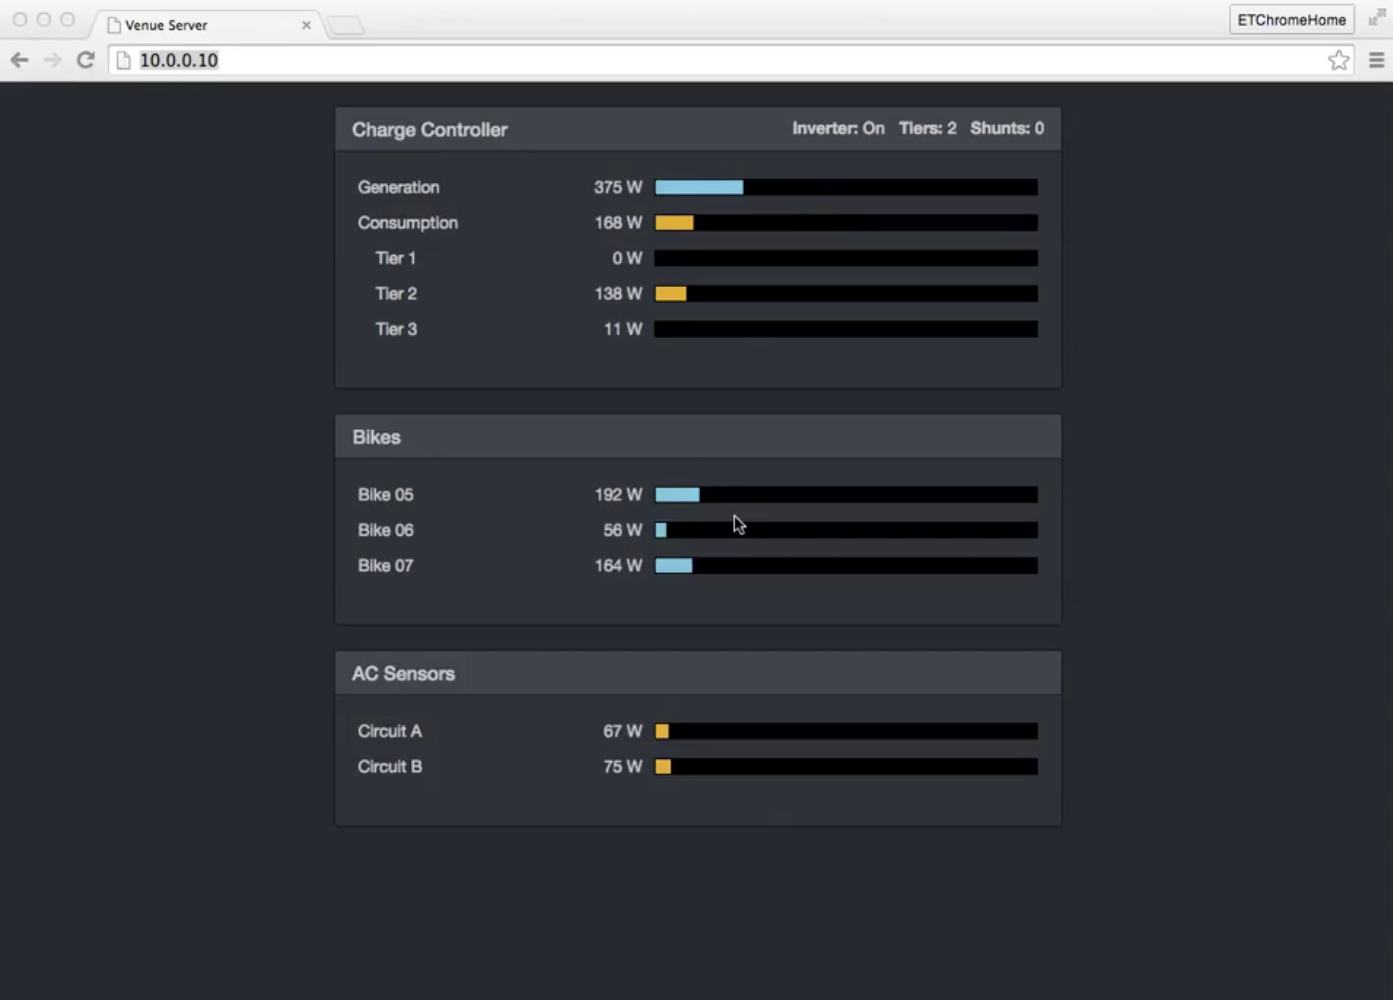 Venue Server
ETChromeHome
10.0.0.10
Charge Controller Inverter: On Tiers: 2 Shunts: 0
Generation 375 W
Consumption 168 W
Tier 1 0 W
Tier 2 138 W
Tier 3 11 W
Bikes
Bike 05 192 W
Bike 06 56 W
Bike 07 164 W
AC Sensors
Circuit A 67 W
Circuit B 75 W